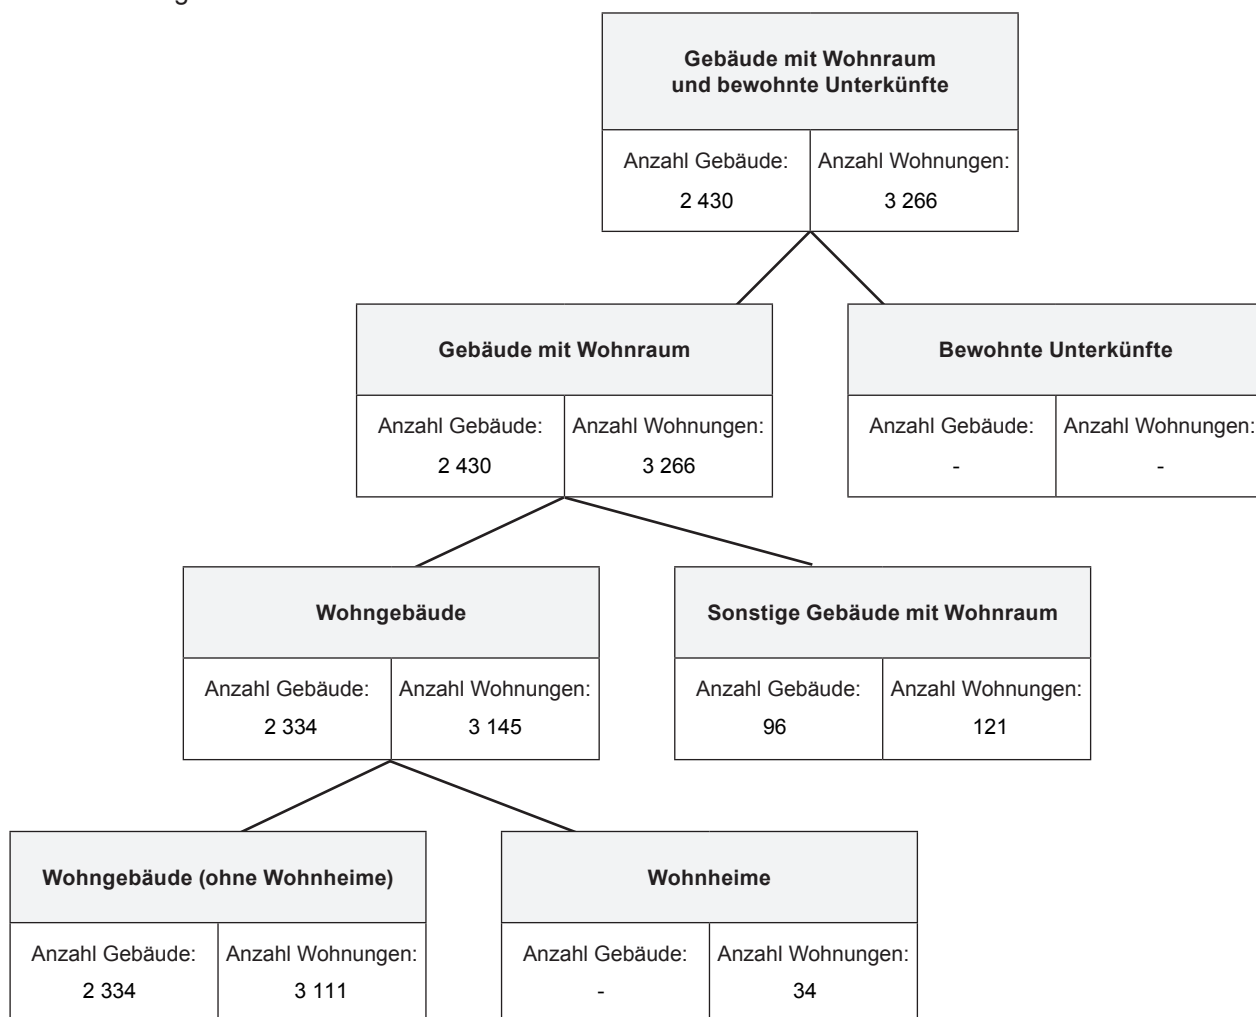 Gebäude mit Wohnraum
und bewohnte Unterkünfte
Anzahl Gebäude:
Anzahl Wohnungen:
2 430
3 266
Gebäude mit Wohnraum
Bewohnte Unterkünfte
Anzahl Gebäude:
Anzahl Wohnungen:
Anzahl Gebäude:
Anzahl Wohnungen:
2 430
3 266
-
-
Wohngebäude
Sonstige Gebäude mit Wohnraum
Anzahl Gebäude:
Anzahl Wohnungen:
Anzahl Gebäude:
Anzahl Wohnungen:
2 334
3 145
96
121
Wohngebäude (ohne Wohnheime)
Wohnheime
Anzahl Gebäude:
Anzahl Wohnungen:
Anzahl Gebäude:
Anzahl Wohnungen:
2 334
3 111
-
34